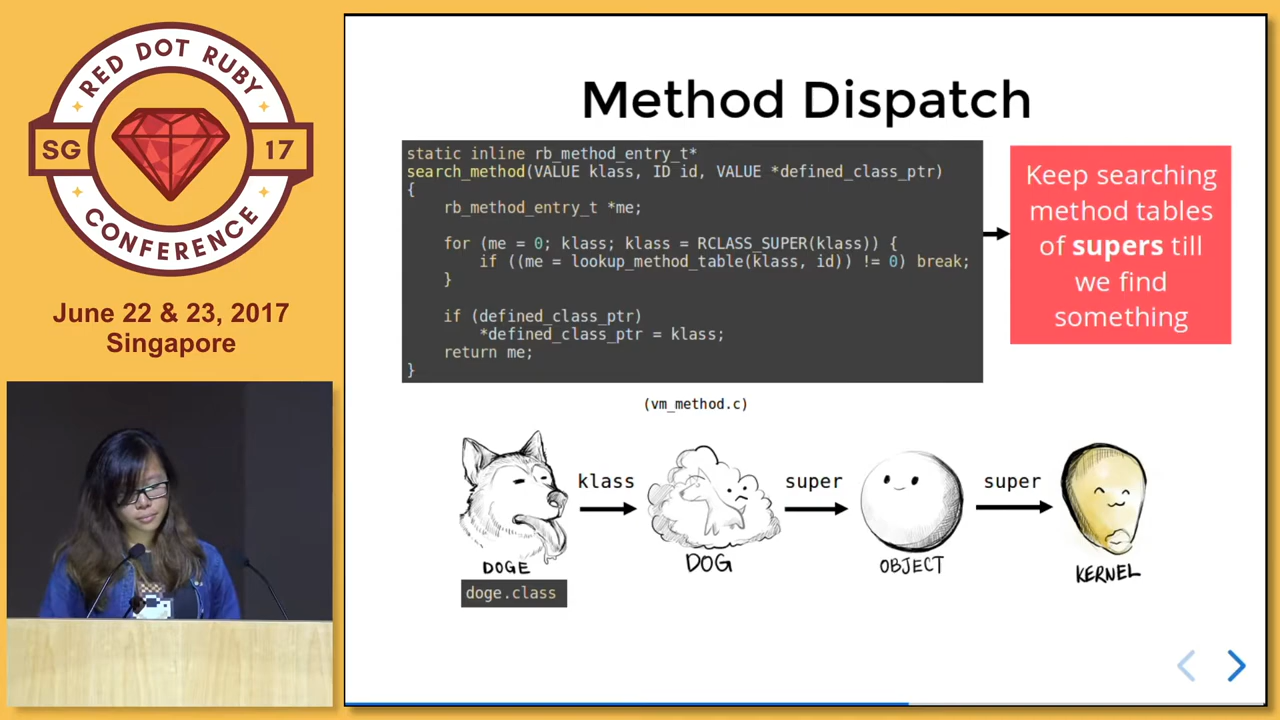 RED DOT RUBY
SG
17
CONFERENCE
June 22 & 23, 2017
Singapore
Method Dispatch
static inline rb_method_entry_t*
search_method(VALUE klass, ID id, VALUE *defined_class_ptr)
{
    rb_method_entry_t *me;
    for (me = 0; klass; klass = RCLASS_SUPER(klass)) {
        if ((me = lookup_method_table(klass, id)) != 0) break;
    }
    if (defined_class_ptr)
        *defined_class_ptr = klass;
    return me;
}
(vm_method.c)
Keep searching
method tables
of supers till
we find
something
klass
super
super
DOGE
DOG
OBJECT
KERNEL
doge.class